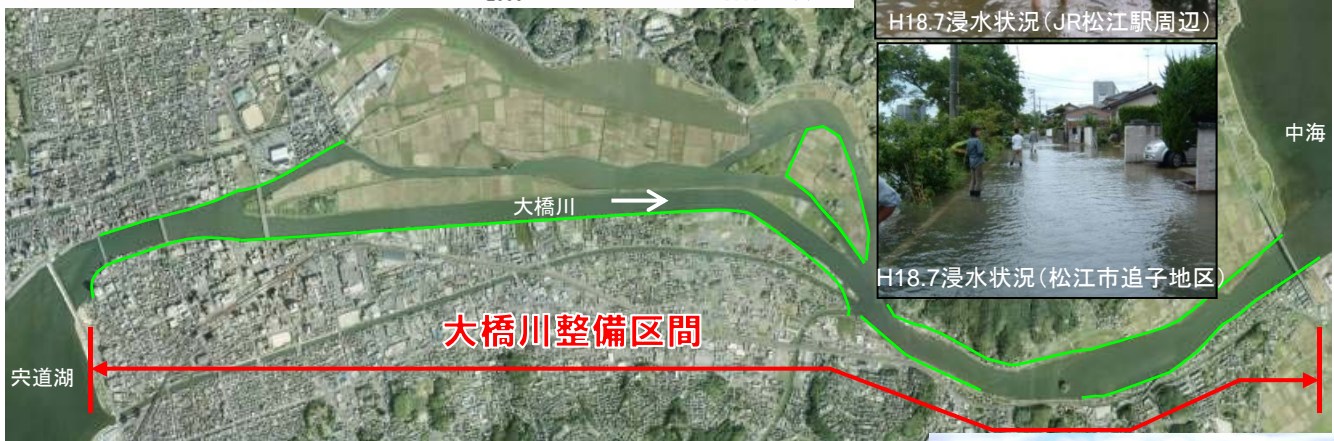 H18.7浸水状況（JR松江駅周辺）
中海
大橋川
H18.7浸水状況（松江市追子地区）
大橋川整備区間
宍道湖